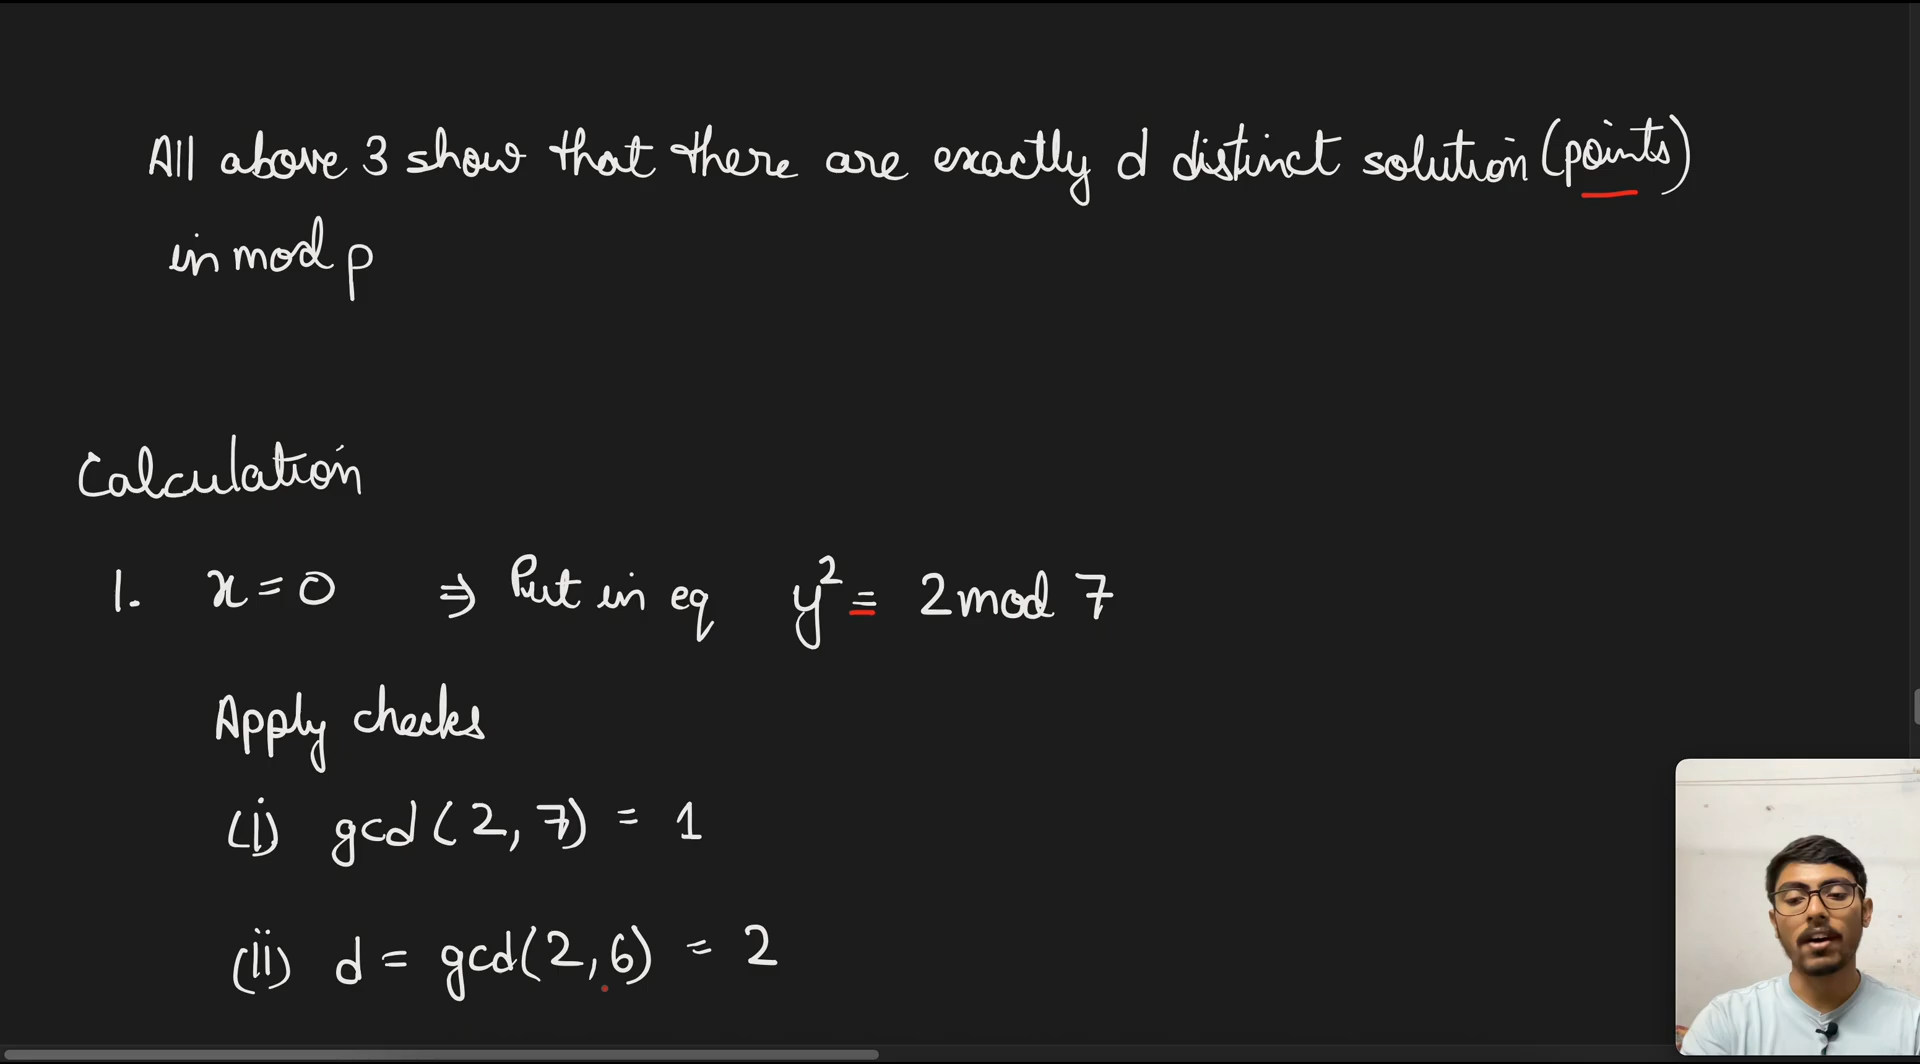 All above 3 show that there are exactly d distinct solution (points)
in mod p
Calculation
1. x = 0 ⇒ Put in eq y² = 2 mod 7
Apply checks
(i) gcd(2, 7) = 1
(ii) d = gcd(2, 6) = 2